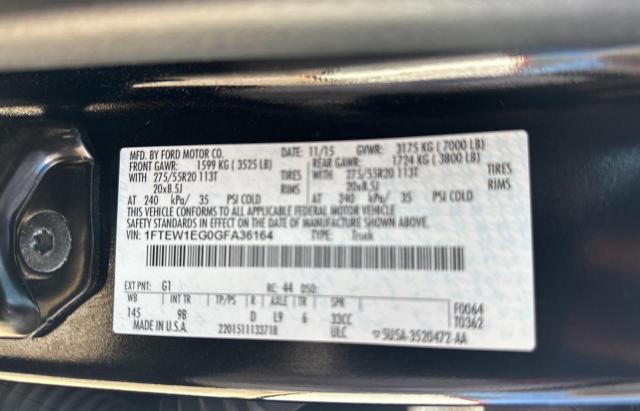 MFD. BY FORD MOTOR CO. DATE: 11/15 GVWR: 3175 KG ( 7000 LB)
FRONT GAWR: 1599 KG ( 3525 LB) REAR GAWR: 1724 KG ( 3800 LB)
WITH 275/55R20 113T TIRES WITH 275/55R20 113T TIRES
20x8.5J RIMS 20x8.5J RIMS
AT 240 kPa/ 35 PSI COLD AT 240 kPa/ 35 PSI COLD
THIS VEHICLE CONFORMS TO ALL APPLICABLE FEDERAL MOTOR VEHICLE
SAFETY STANDARDS IN EFFECT ON THE DATE OF MANUFACTURE SHOWN ABOVE.
VIN: 1FTEW1EG0GFA36164 TYPE: Truck
EXT PNT: G1 RC: 44 DSO:
WB INT TR TP/PS R AXLE TR SPR F0064
145 9B D L9 6 33CC T0362
MADE IN U.S.A. 2201511133718 ULC 5U5A-3520472-AA